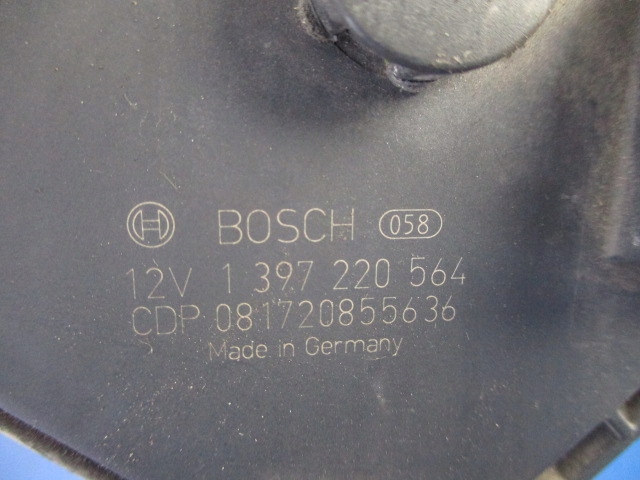 BOSCH 058
12V 1 397 220 564
CDP 081720855636
Made in Germany